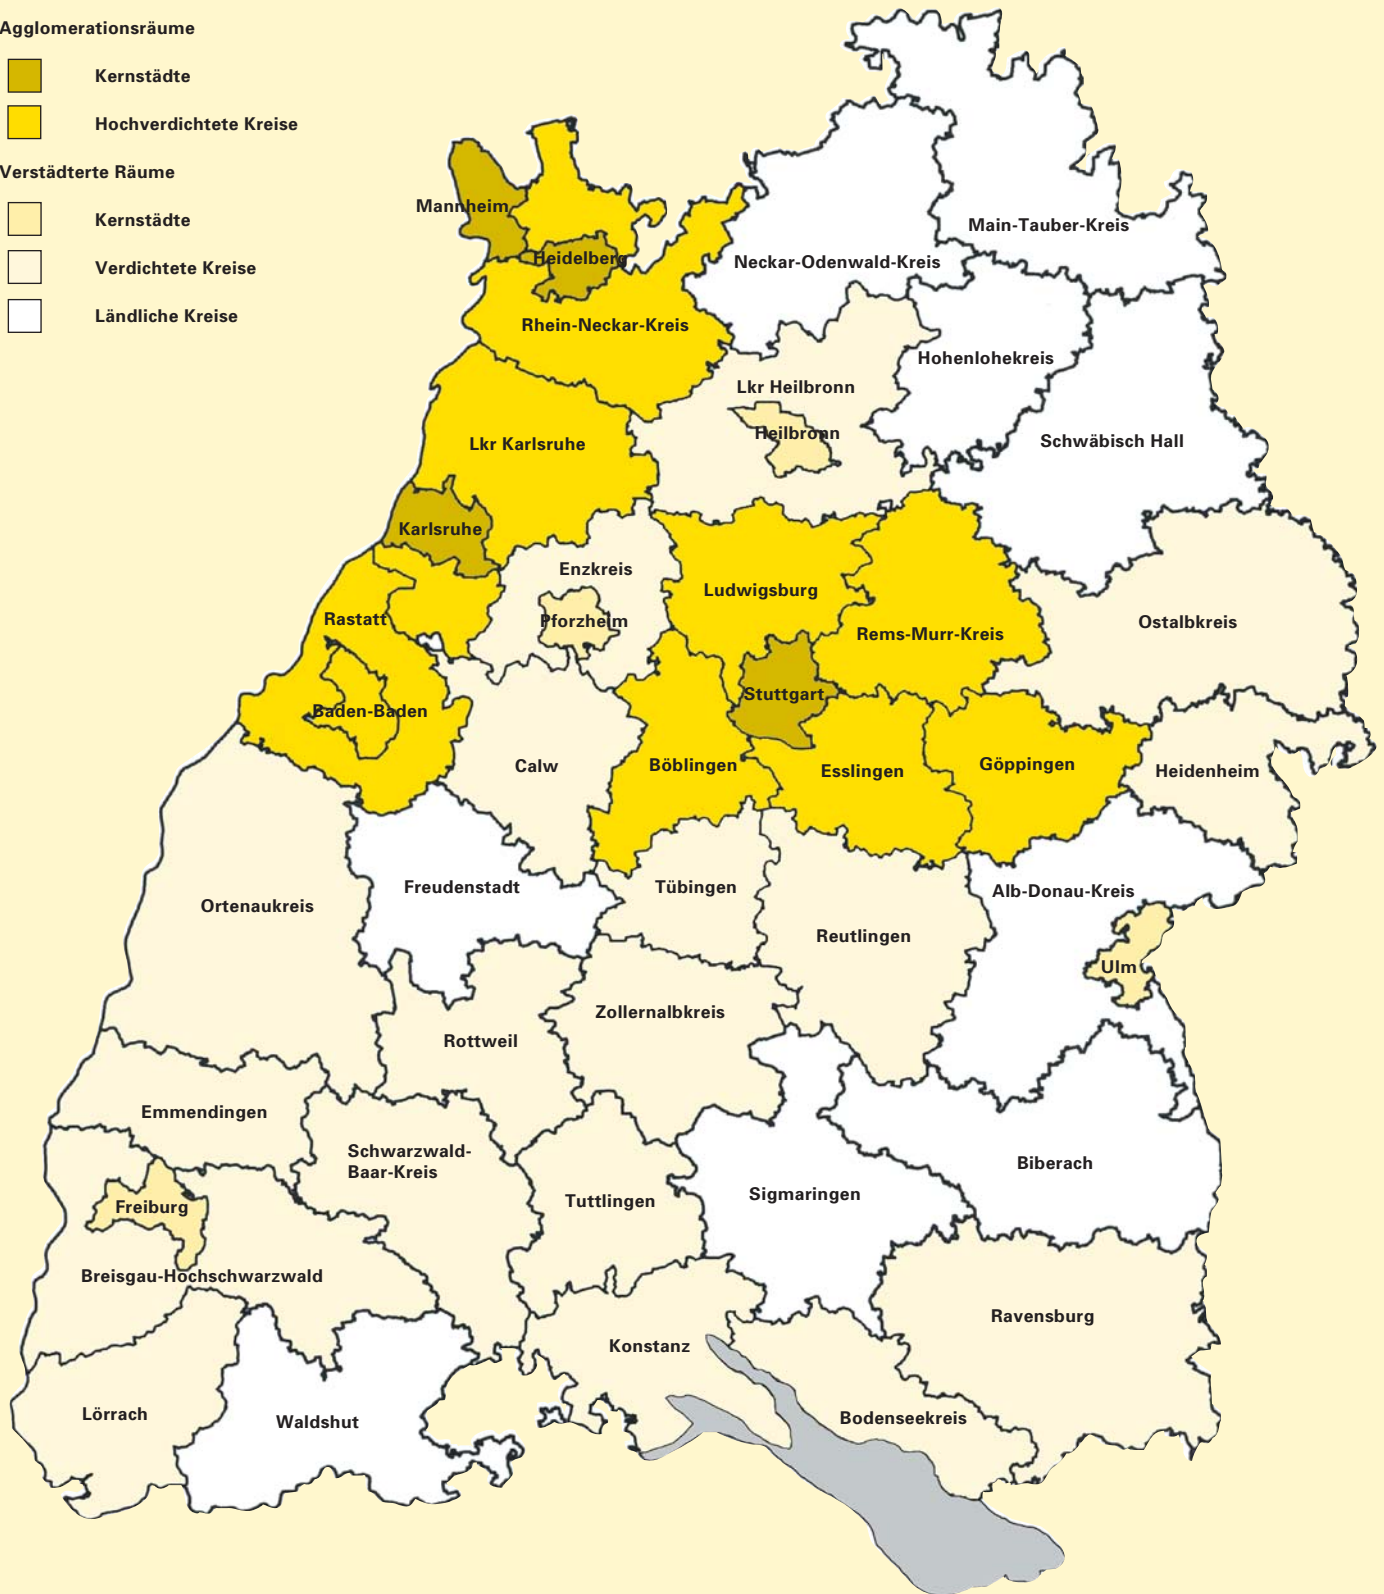 Agglomerationsräume
Kernstädte
Hochverdichtete Kreise
Verstädterte Räume
Kernstädte
Verdichtete Kreise
Ländliche Kreise
Mannheim
Main-Tauber-Kreis
Heidelberg
Neckar-Odenwald-Kreis
Rhein-Neckar-Kreis
Hohenlohekreis
Lkr Heilbronn
Heilbronn
Schwäbisch Hall
Lkr Karlsruhe
Karlsruhe
Enzkreis
Ludwigsburg
Rastatt
Pforzheim
Ostalbkreis
Rems-Murr-Kreis
Stuttgart
Baden-Baden
Calw
Böblingen
Esslingen
Göppingen
Heidenheim
Freudenstadt
Tübingen
Alb-Donau-Kreis
Ortenaukreis
Reutlingen
Ulm
Zollernalbkreis
Rottweil
Emmendingen
Schwarzwald-
Baar-Kreis
Biberach
Sigmaringen
Tuttlingen
Freiburg
Breisgau-Hochschwarzwald
Ravensburg
Konstanz
Lörrach
Waldshut
Bodenseekreis